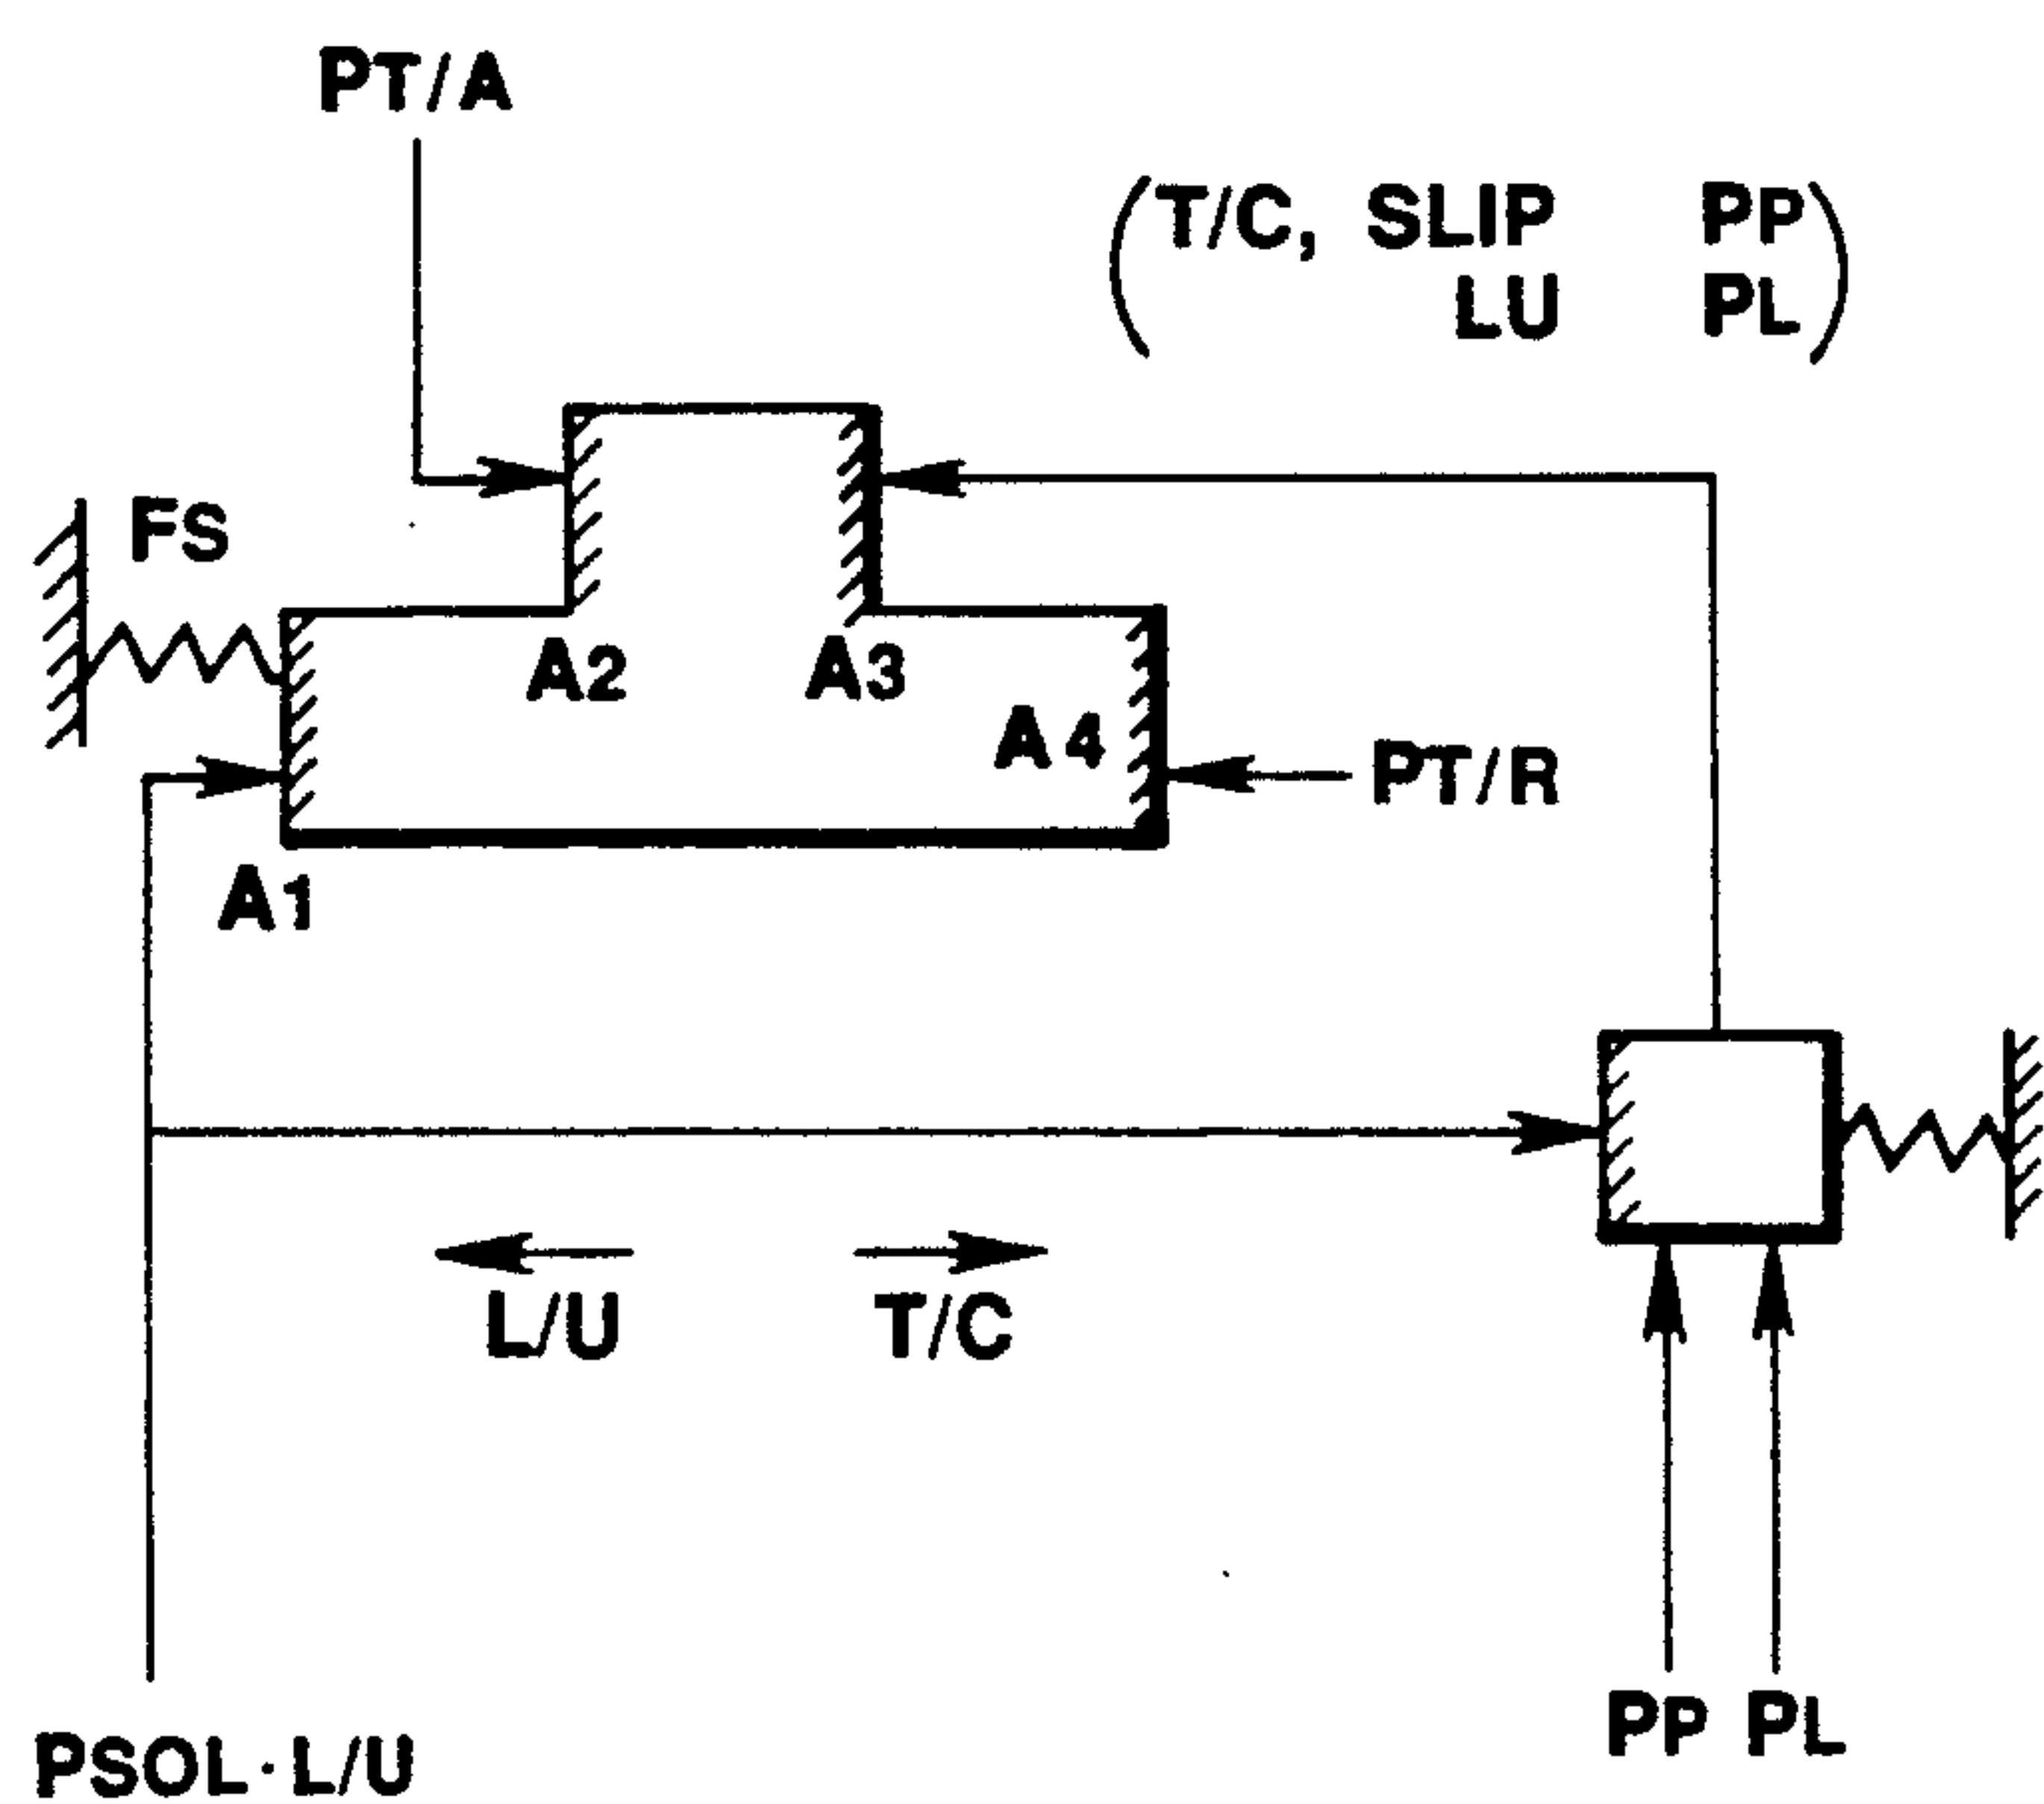 PT/A
(T/C, SLIP PP
LU PL)
FS
A2
A3
A4
PT/R
A1
L/U
T/C
PSOL·L/U
PP
PL